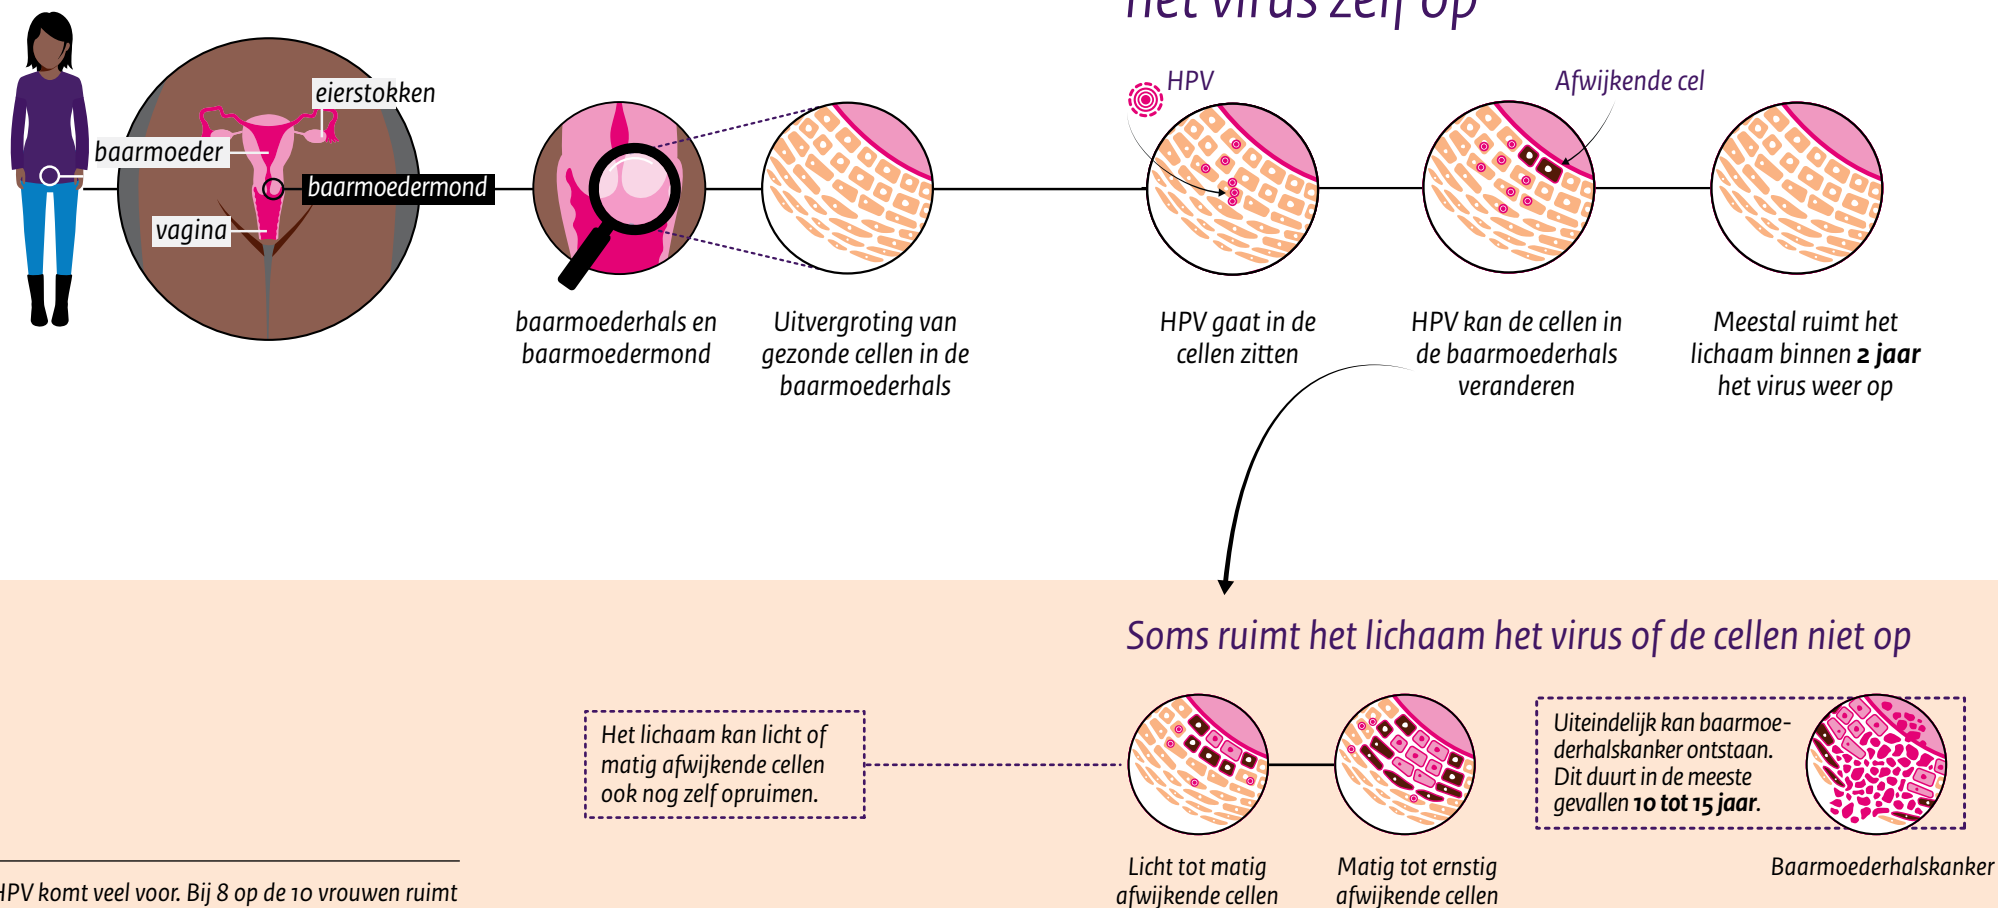 het virus zelf op
eierstokken
baarmoeder
baarmoedermond
vagina
HPV
Afwijkende cel
baarmoederhals en
baarmoedermond
Uitvergroting van
gezonde cellen in de
baarmoederhals
HPV gaat in de
cellen zitten
HPV kan de cellen in
de baarmoederhals
veranderen
Meestal ruimt het
lichaam binnen 2 jaar
het virus weer op
Soms ruimt het lichaam het virus of de cellen niet op
Het lichaam kan licht of
matig afwijkende cellen
ook nog zelf opruimen.
Uiteindelijk kan baarmoe-
derhalskanker ontstaan.
Dit duurt in de meeste
gevallen 10 tot 15 jaar.
Licht tot matig
afwijkende cellen
Matig tot ernstig
afwijkende cellen
Baarmoederhalskanker
HPV komt veel voor. Bij 8 op de 10 vrouwen ruimt